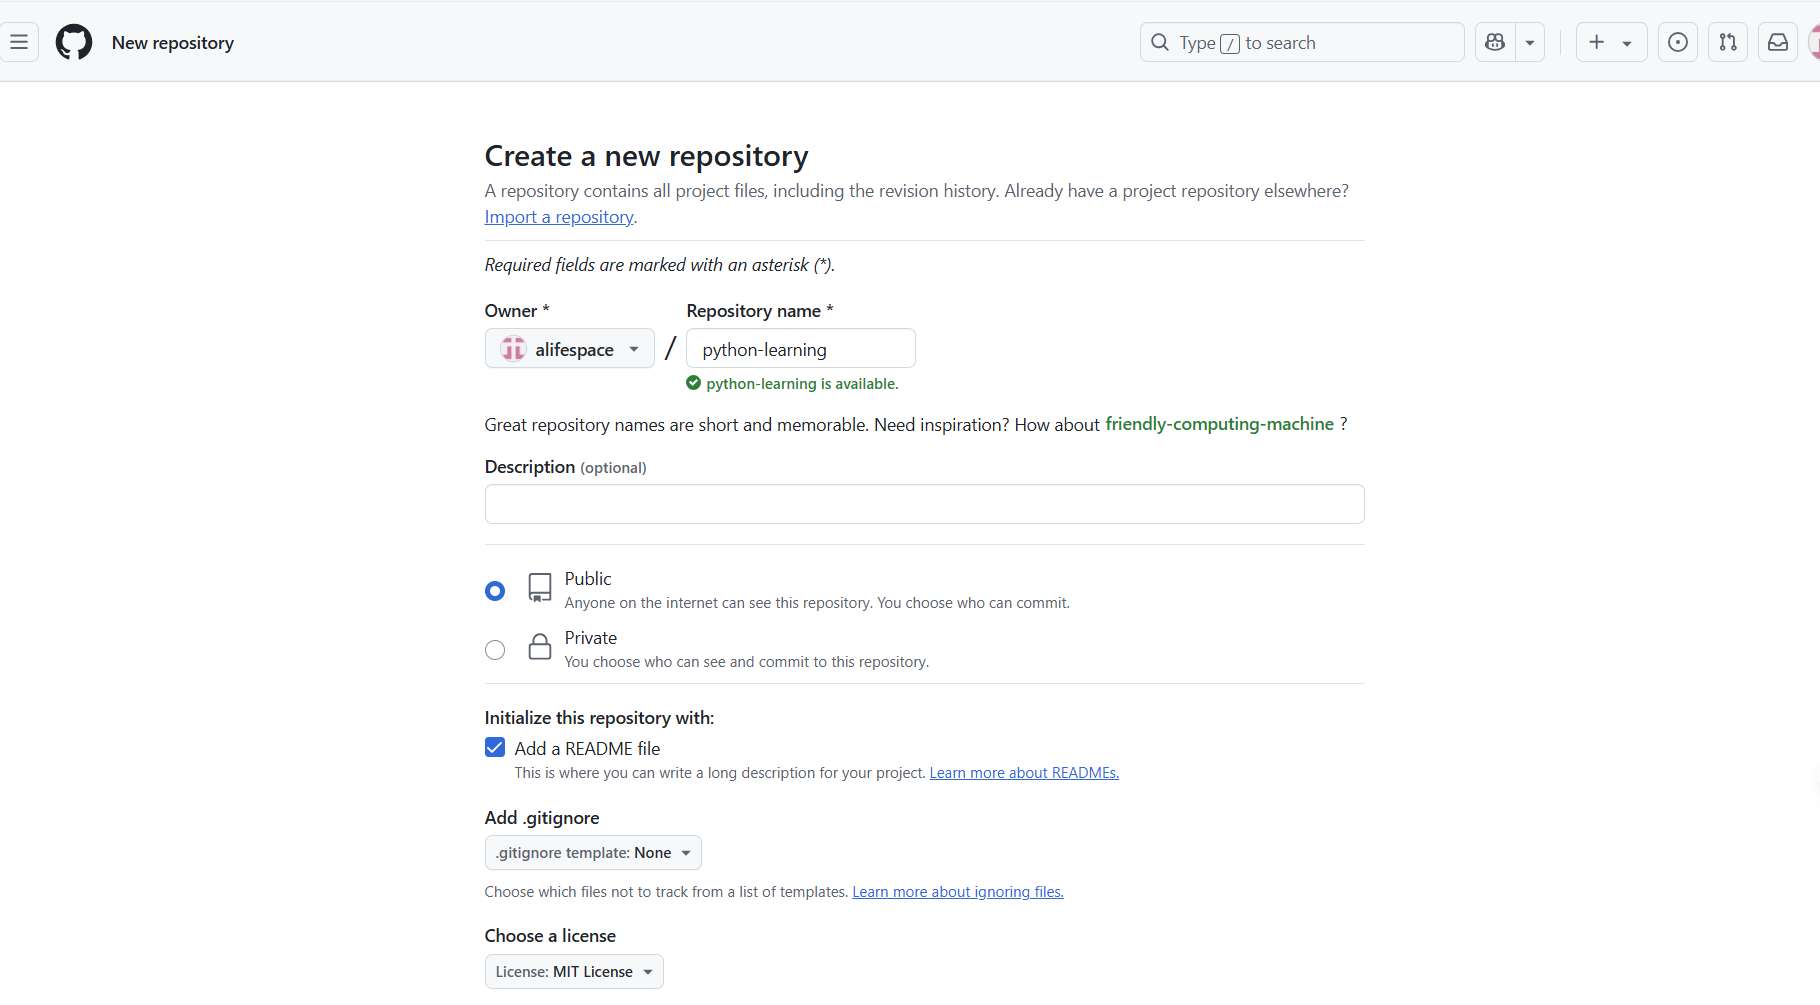 New repository
Type / to search
Create a new repository
A repository contains all project files, including the revision history. Already have a project repository elsewhere?
Import a repository.
Required fields are marked with an asterisk (*).
Owner *
Repository name *
alifespace
/
python-learning
python-learning is available.
Great repository names are short and memorable. Need inspiration? How about friendly-computing-machine ?
Description (optional)
Public
Anyone on the internet can see this repository. You choose who can commit.
Private
You choose who can see and commit to this repository.
Initialize this repository with:
Add a README file
This is where you can write a long description for your project. Learn more about READMEs.
Add .gitignore
.gitignore template: None
Choose which files not to track from a list of templates. Learn more about ignoring files.
Choose a license
License: MIT License